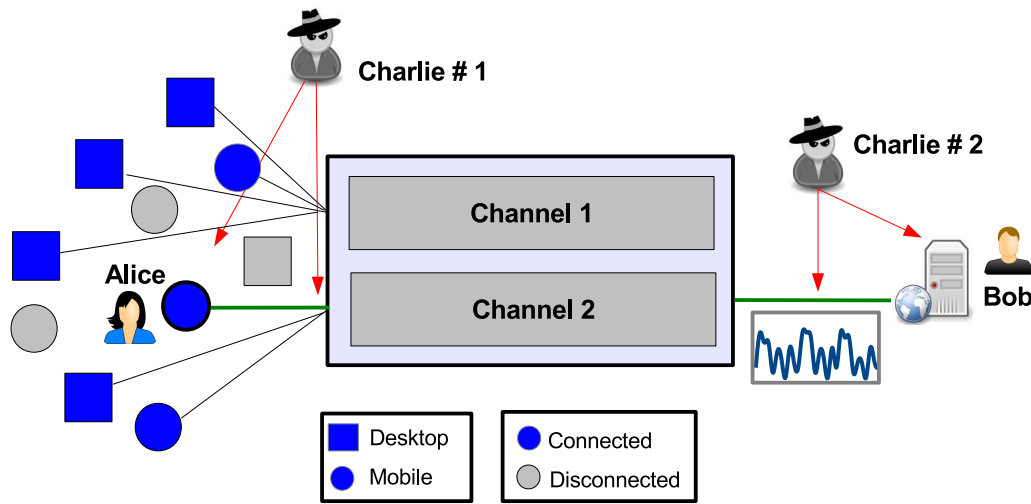 Charlie # 1
Charlie # 2
Channel 1
Alice
Channel 2
Bob
Desktop
Mobile
Connected
Disconnected